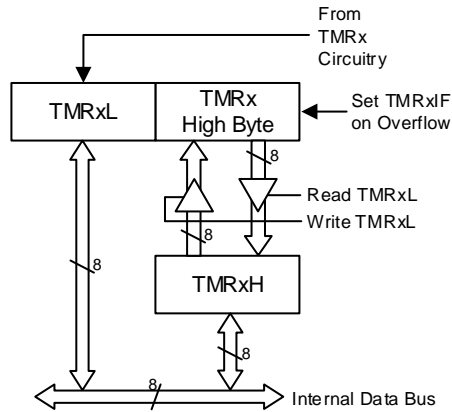 From
TMRx
Circuitry
TMRxL
TMRx
High Byte
Set TMRxIF
on Overflow
8
Read TMRxL
Write TMRxL
8
8
TMRxH
8
8
Internal Data Bus